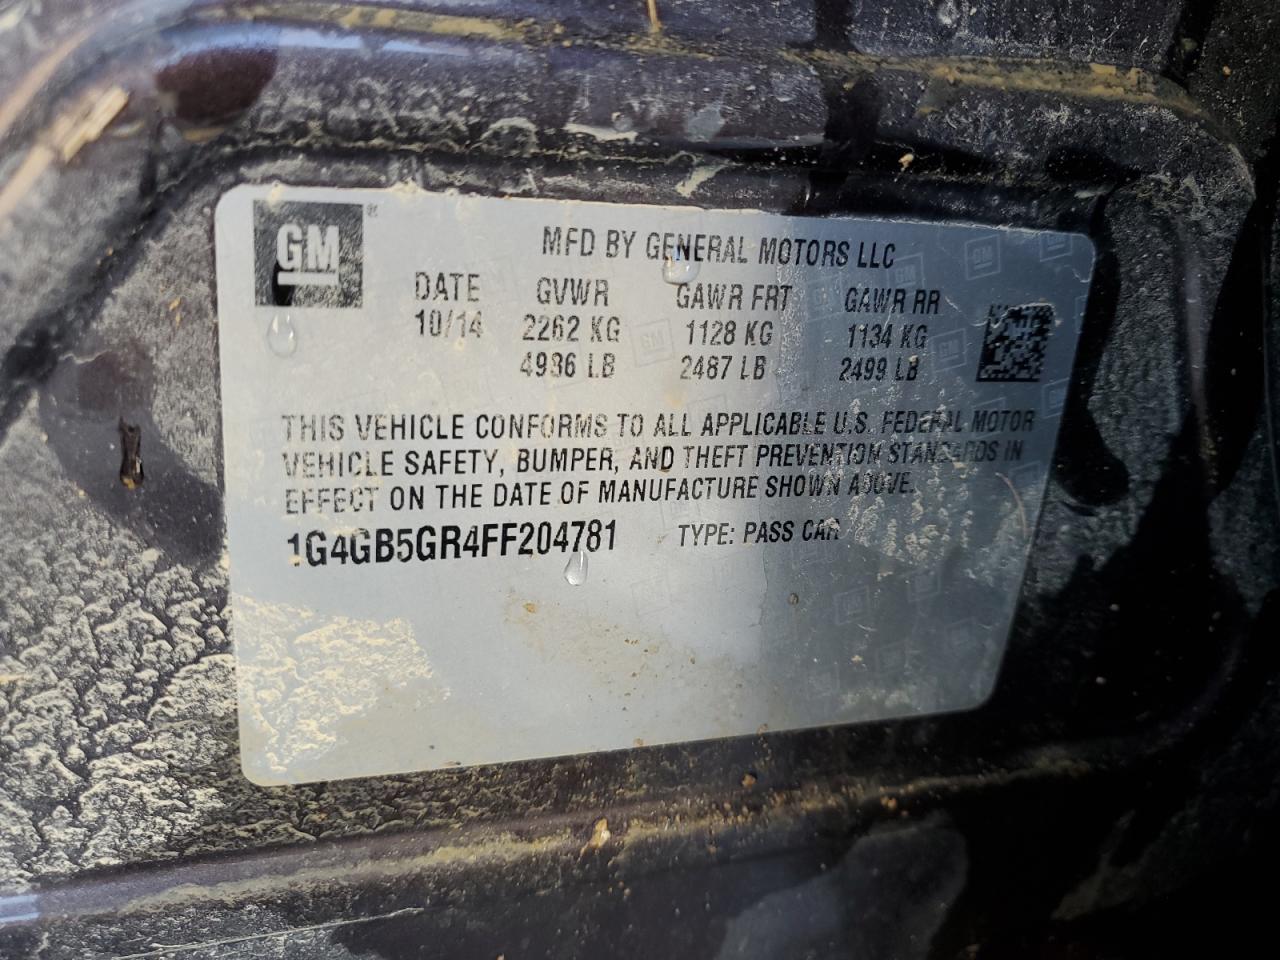 GM ®
MFD BY GENERAL MOTORS LLC
DATE GVWR GAWR FRT GAWR RR
10/14 2262 KG 1128 KG 1134 KG
4986 LB 2487 LB 2499 LB
THIS VEHICLE CONFORMS TO ALL APPLICABLE U.S. FEDERAL MOTOR
VEHICLE SAFETY, BUMPER, AND THEFT PREVENTION STANDARDS IN
EFFECT ON THE DATE OF MANUFACTURE SHOWN ABOVE.
1G4GB5GR4FF204781 TYPE: PASS CAR